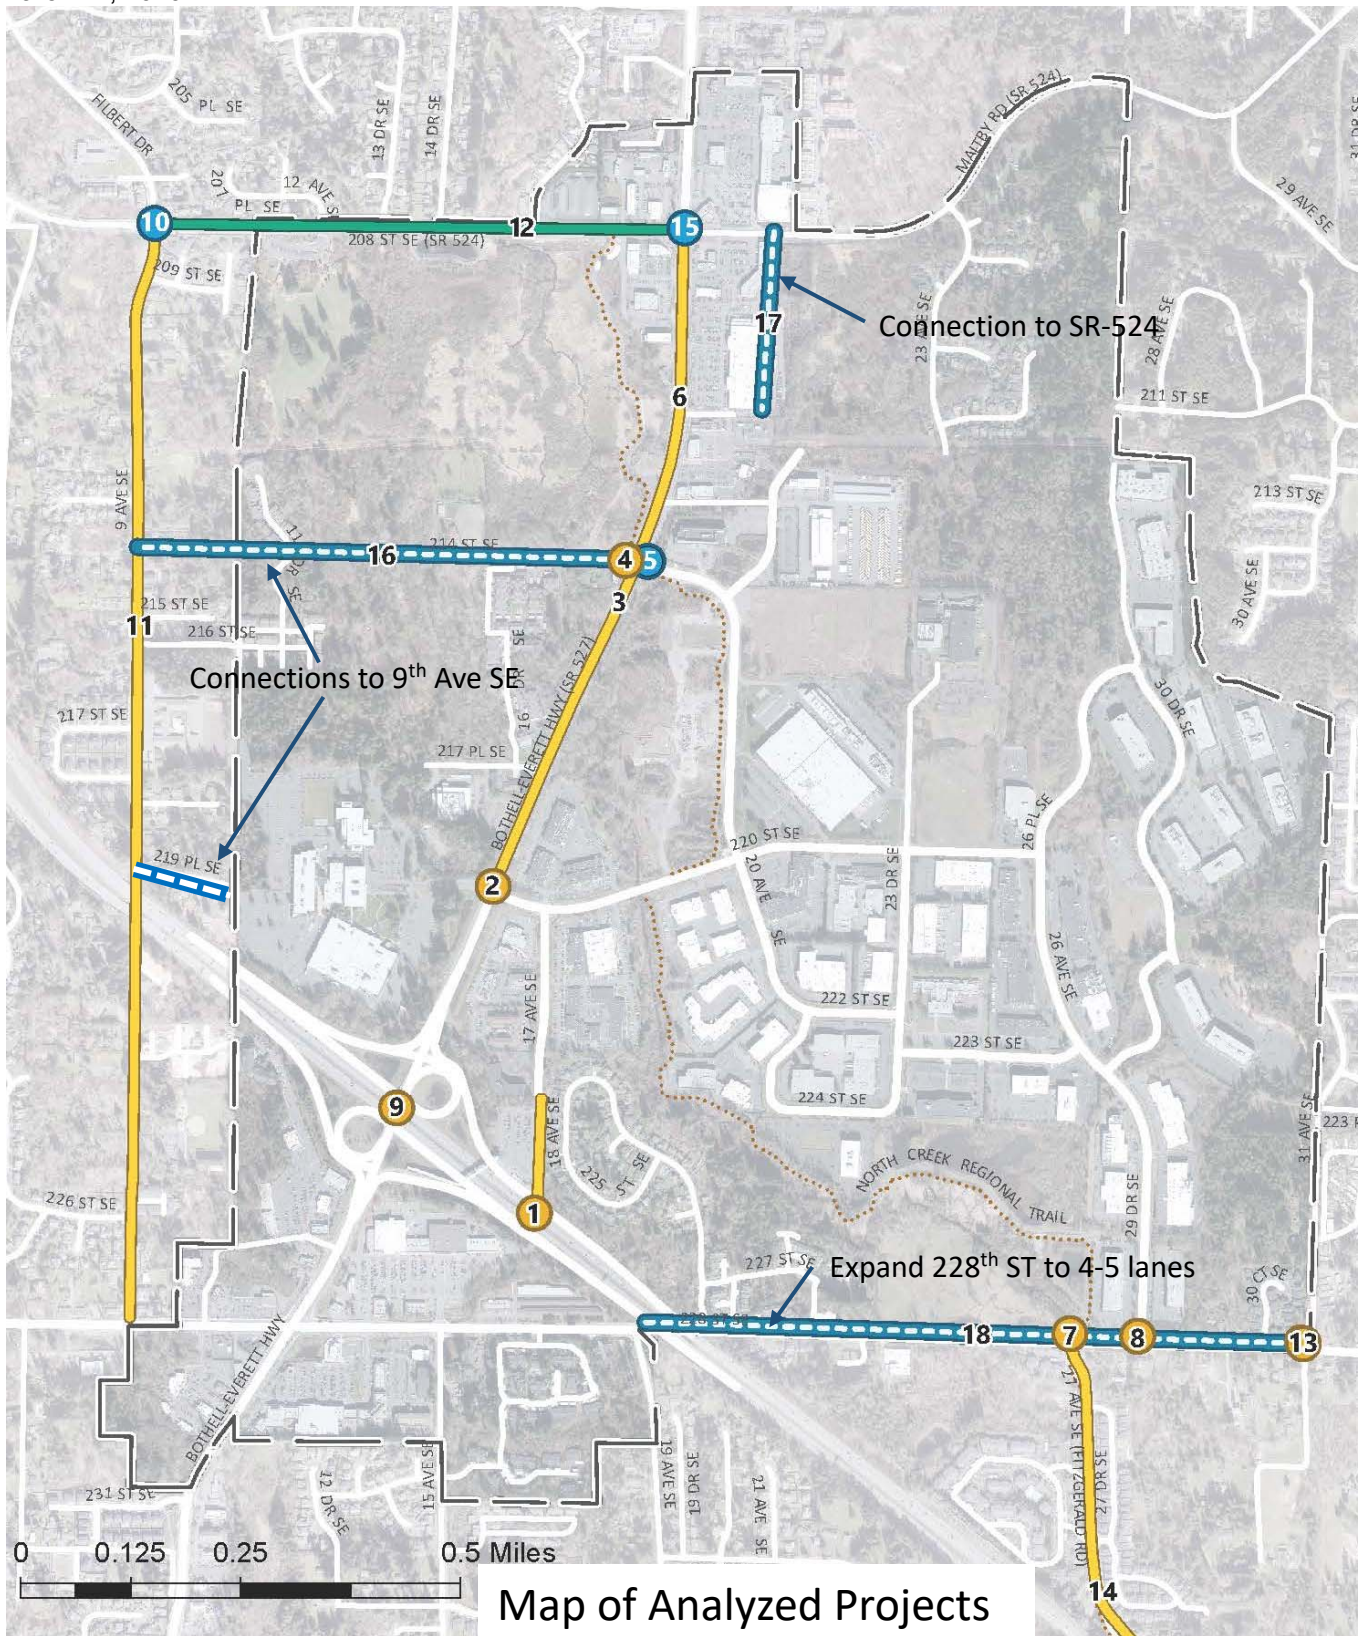 205 PL SE
FILBERT DR
13 DR SE
14 DR SE
MALTBY RD (SR 524)
31 DR SE
207 PL SE
12 AVE SE
29 AVE SE
10
12
15
208 ST SE (SR 524)
209 ST SE
17
Connection to SR-524
23 AVE SE
28 AVE SE
6
211 ST SE
9 AVE SE
213 ST SE
11 DR SE
16
214 ST SE
4
5
3
30 AVE SE
215 ST SE
11
216 ST SE
Connections to 9th Ave SE
16 DR SE
217 ST SE
217 PL SE
BOTHELL-EVERETT HWY (SR 527)
30 DR SE
26 PL SE
219 PL SE
220 ST SE
2
20 AVE SE
23 DR SE
26 AVE SE
17 AVE SE
222 ST SE
223 ST SE
224 ST SE
9
18 AVE SE
225 ST SE
31 AVE SE
NORTH CREEK REGIONAL TRAIL
226 ST SE
1
29 DR SE
227 ST SE
Expand 228th ST to 4-5 lanes
30 CT SE
18
7
8
13
BOTHELL-EVERETT HWY
27 AVE SE (FITZGERALD RD)
27 DR SE
231 ST SE
12 DR SE
15 AVE SE
19 AVE SE
19 DR SE
21 AVE SE
0 0.125 0.25 0.5 Miles
14
Map of Analyzed Projects